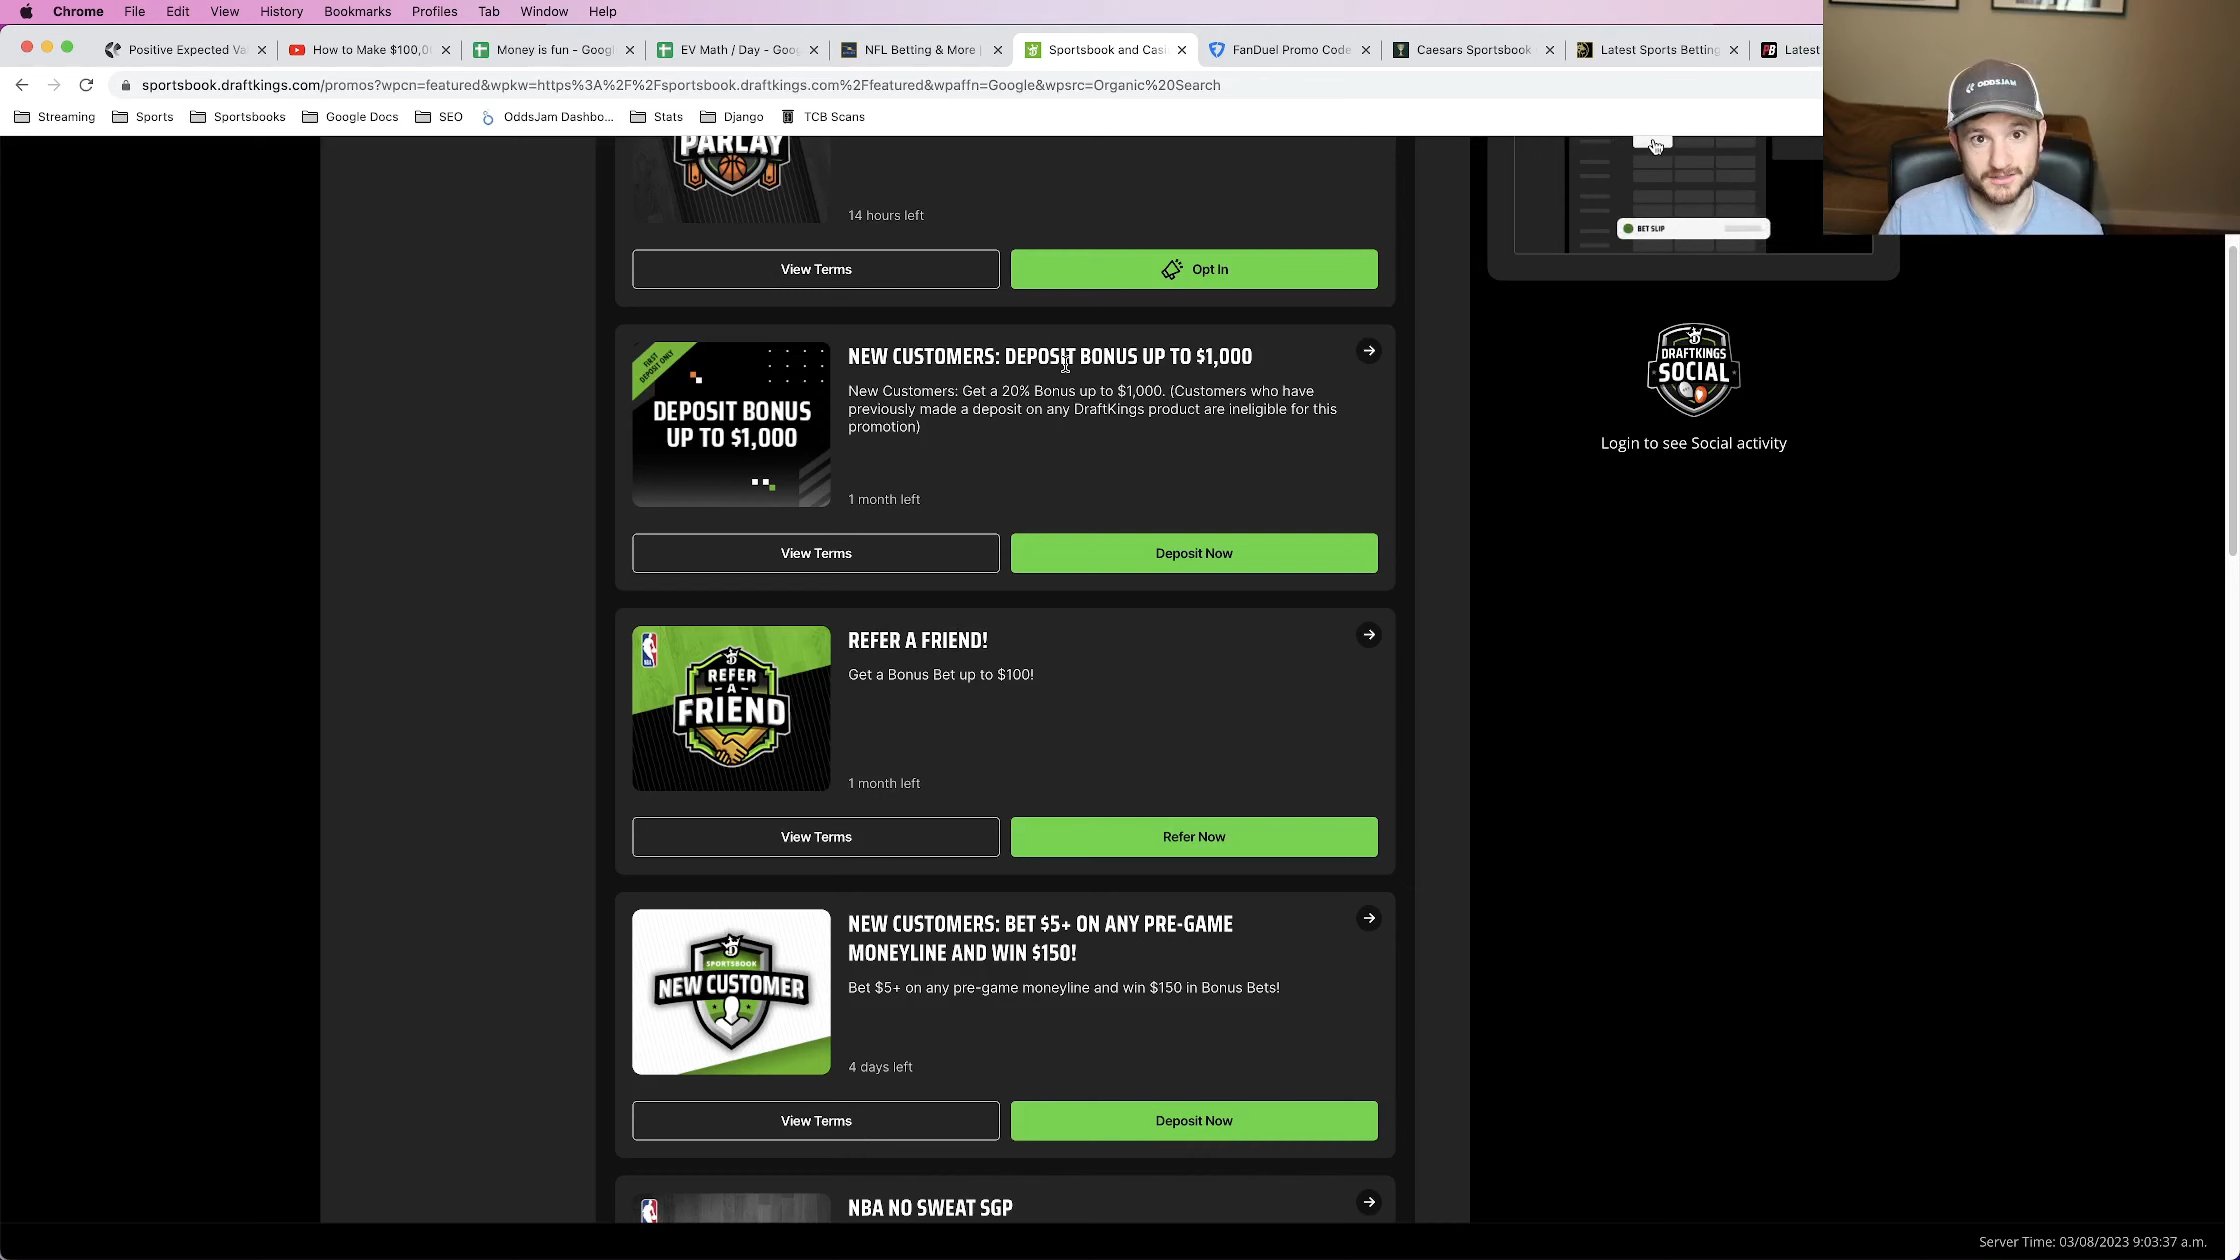 Chrome File Edit View History Bookmarks Profiles Tab Window Help
Positive Expected Va
How to Make $100,0
Money is fun - Googl
EV Math / Day - Goog
NFL Betting & More |
Sportsbook and Casi
FanDuel Promo Code
Caesars Sportsbook
Latest Sports Betting
PB Latest
sportsbook.draftkings.com/promos?wpcn=featured&wpkw=https%3A%2F%2Fsportsbook.draftkings.com%2Ffeatured&wpaffn=Google&wpsrc=Organic%20Search
Streaming Sports Sportsbooks Google Docs SEO OddsJam Dashbo... Stats Django TCB Scans
ODDSJAM
PARLAY
14 hours left
View Terms
Opt In
BET SLIP
FIRST DEPOSIT ONLY
DEPOSIT BONUS
UP TO $1,000
NEW CUSTOMERS: DEPOSIT BONUS UP TO $1,000
New Customers: Get a 20% Bonus up to $1,000. (Customers who have
previously made a deposit on any DraftKings product are ineligible for this
promotion)
1 month left
View Terms
Deposit Now
DRAFTKINGS
SOCIAL
Login to see Social activity
REFER
-A-
FRIEND
REFER A FRIEND!
Get a Bonus Bet up to $100!
1 month left
View Terms
Refer Now
SPORTSBOOK
NEW CUSTOMER
NEW CUSTOMERS: BET $5+ ON ANY PRE-GAME
MONEYLINE AND WIN $150!
Bet $5+ on any pre-game moneyline and win $150 in Bonus Bets!
4 days left
View Terms
Deposit Now
NBA NO SWEAT SGP
Server Time: 03/08/2023 9:03:37 a.m.